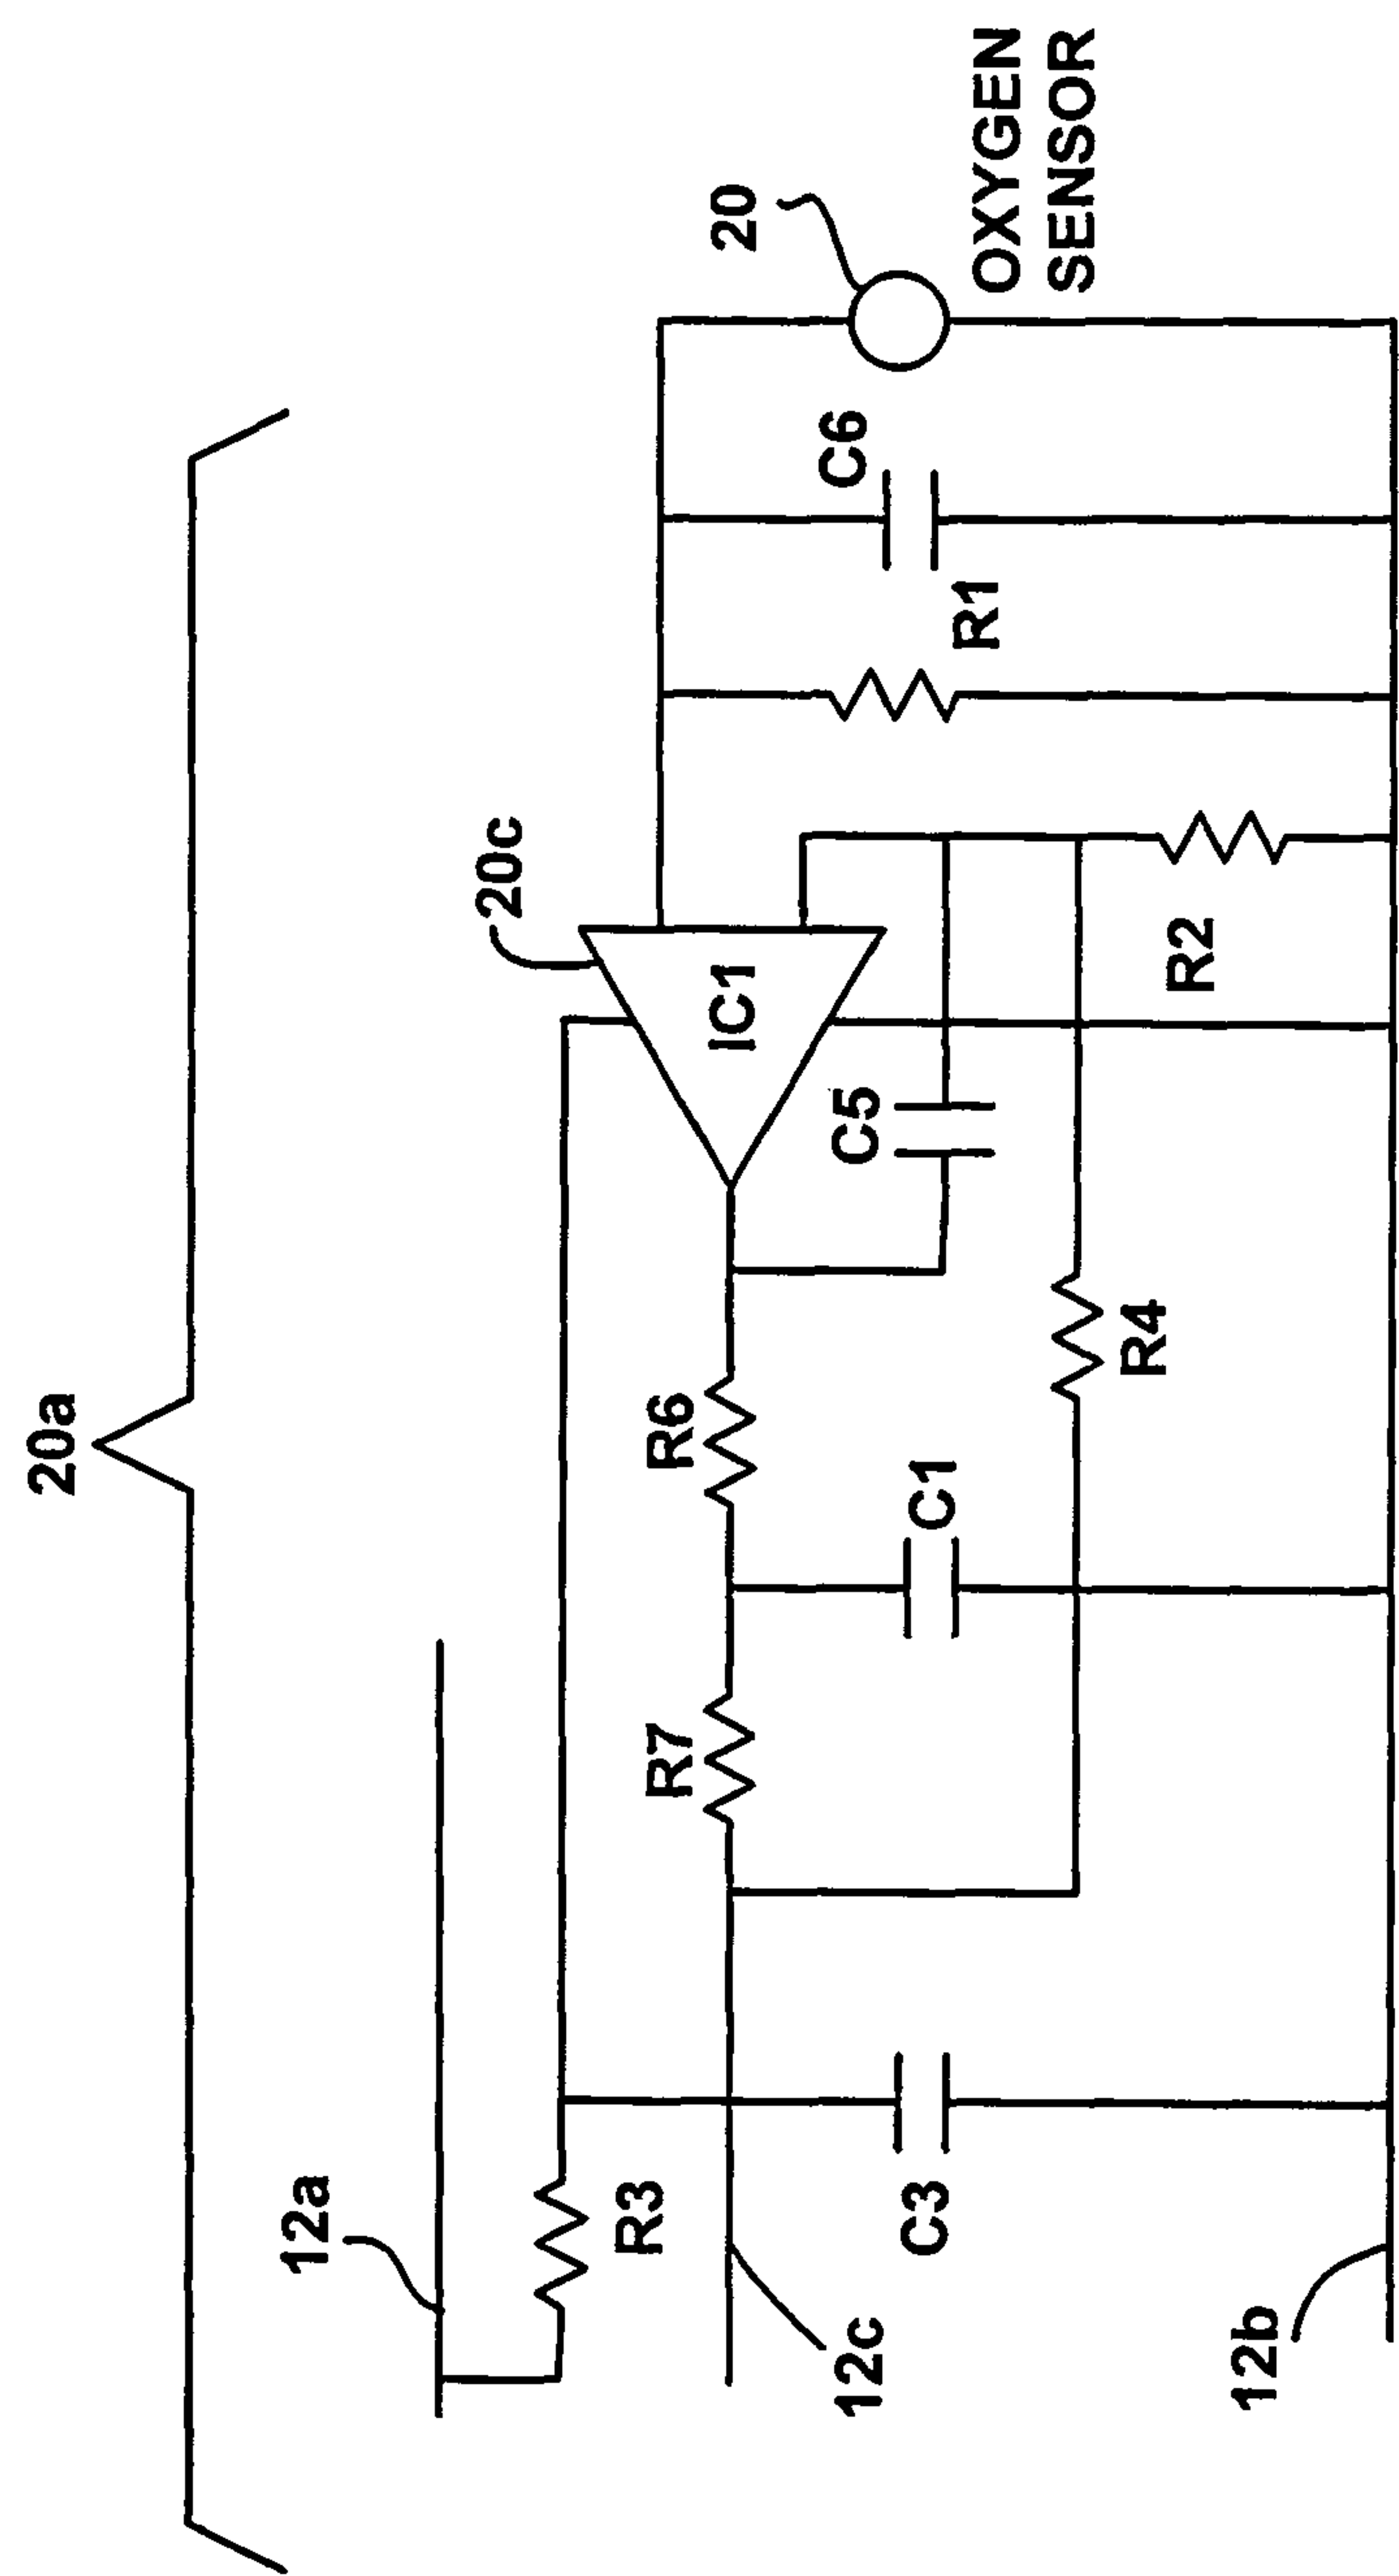 20a
12a
20c
20
R3
R7
R6
IC1
C6
12c
C3
C1
C5
R1
OXYGEN
SENSOR
R4
R2
12b